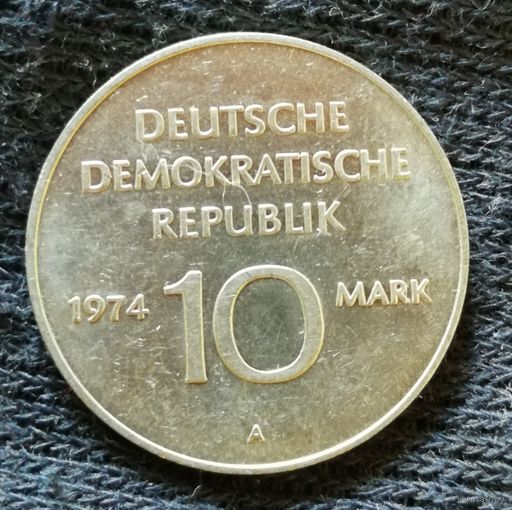 DEUTSCHE
DEMOKRATISCHE
REPUBLIK
1974 10 MARK
A